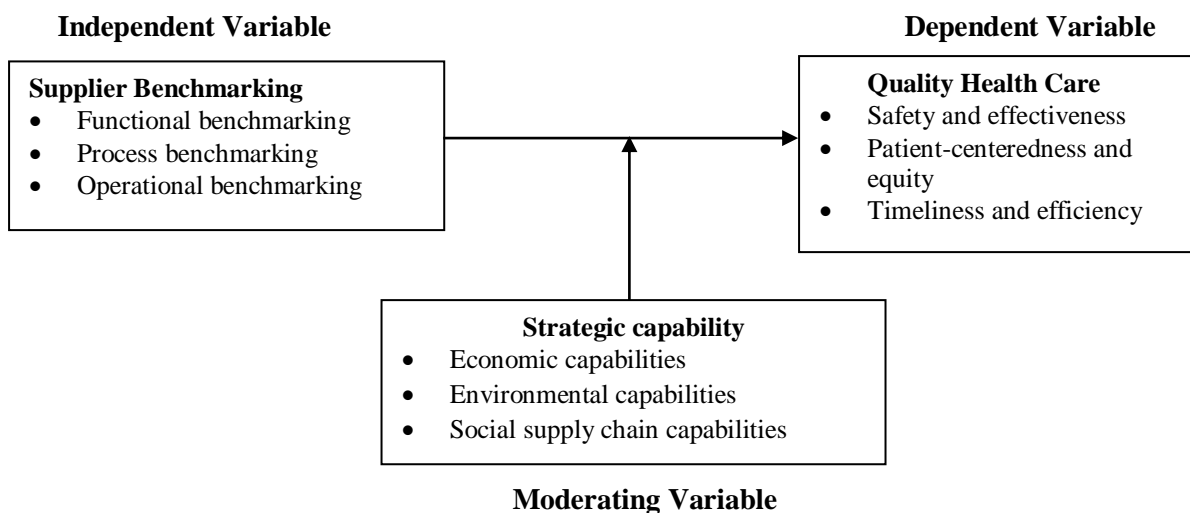 Independent Variable
Dependent Variable
Supplier Benchmarking
• Functional benchmarking
• Process benchmarking
• Operational benchmarking
Quality Health Care
• Safety and effectiveness
• Patient-centeredness and
equity
• Timeliness and efficiency
Strategic capability
• Economic capabilities
• Environmental capabilities
• Social supply chain capabilities
Moderating Variable